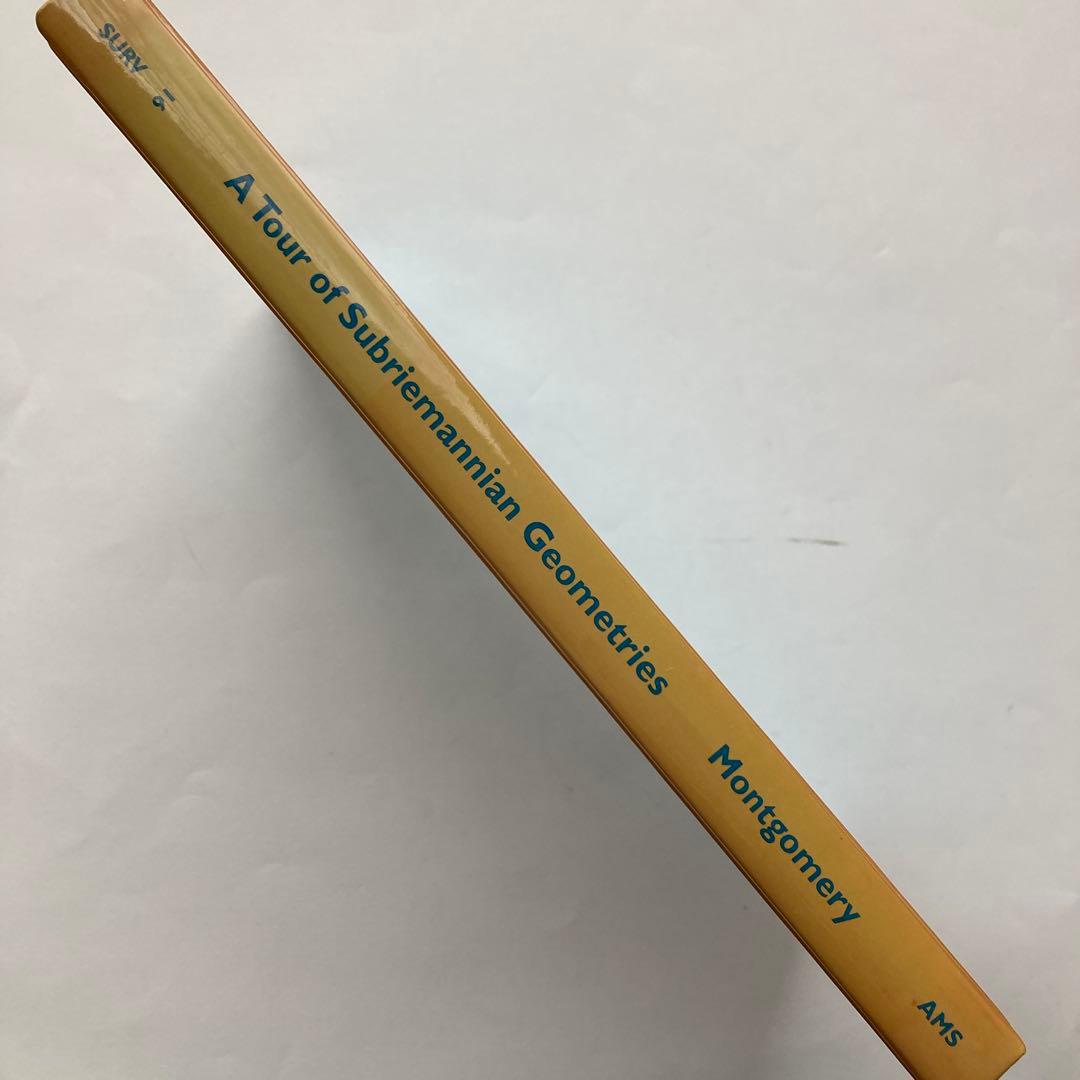 SURV
91
A Tour of Subriemannian Geometries
Montgomery
AMS